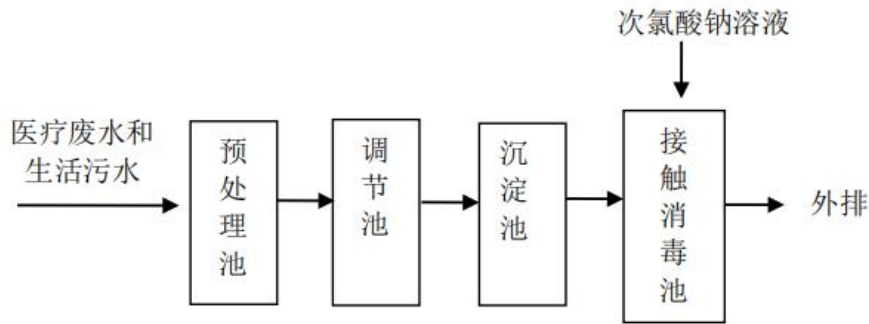 次氯酸钠溶液
医疗废水和
生活污水
预处理池
调节池
沉淀池
接触消毒池
外排